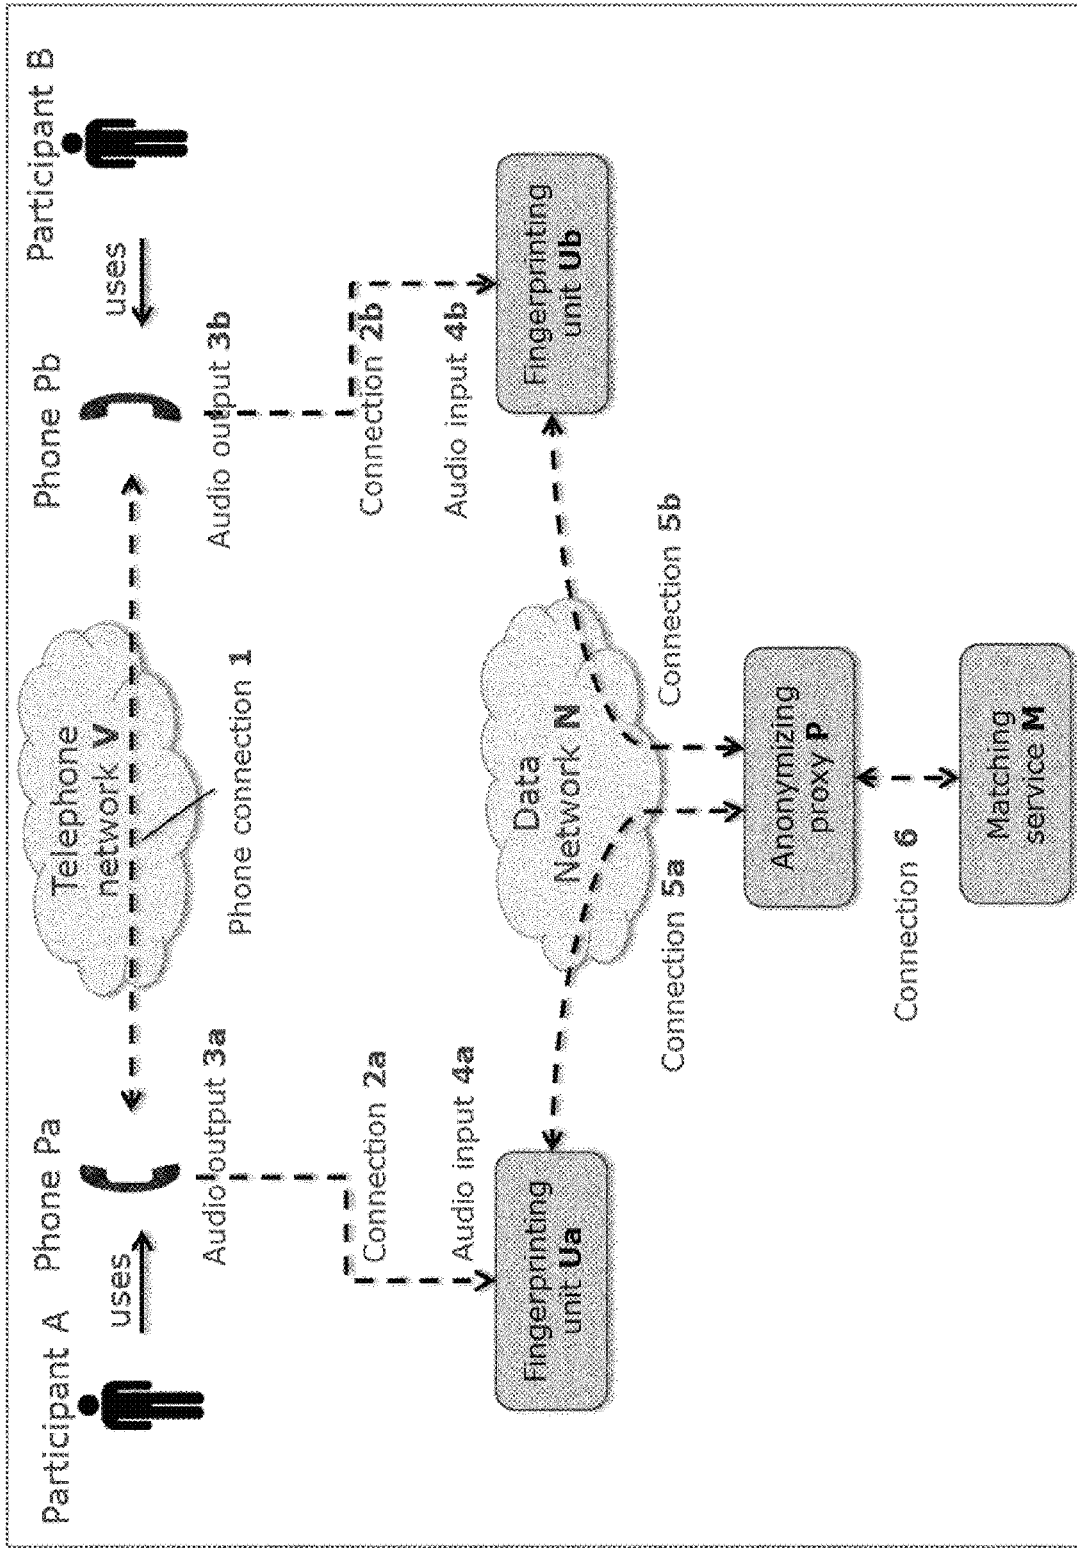 Participant A
Phone Pa
Phone Pb
Participant B
uses
Telephone
network V
uses
Audio output 3a
Phone connection 1
Audio output 3b
Connection 2a
Connection 2b
Audio input 4a
Audio input 4b
Fingerprinting
unit Ua
Data
Network N
Fingerprinting
unit Ub
Connection 5a
Connection 5b
Anonymizing
proxy P
Connection 6
Matching
service M